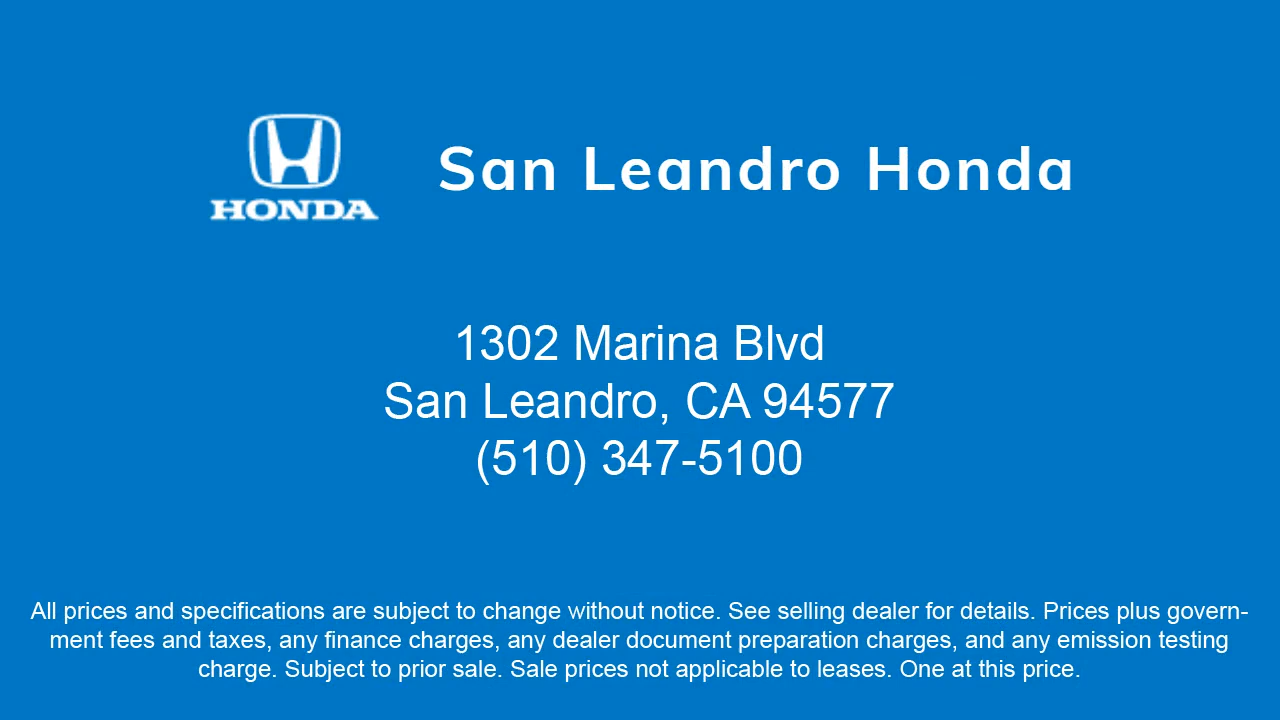 HONDA
San Leandro Honda
1302 Marina Blvd
San Leandro, CA 94577
(510) 347-5100
All prices and specifications are subject to change without notice. See selling dealer for details. Prices plus govern-
ment fees and taxes, any finance charges, any dealer document preparation charges, and any emission testing
charge. Subject to prior sale. Sale prices not applicable to leases. One at this price.